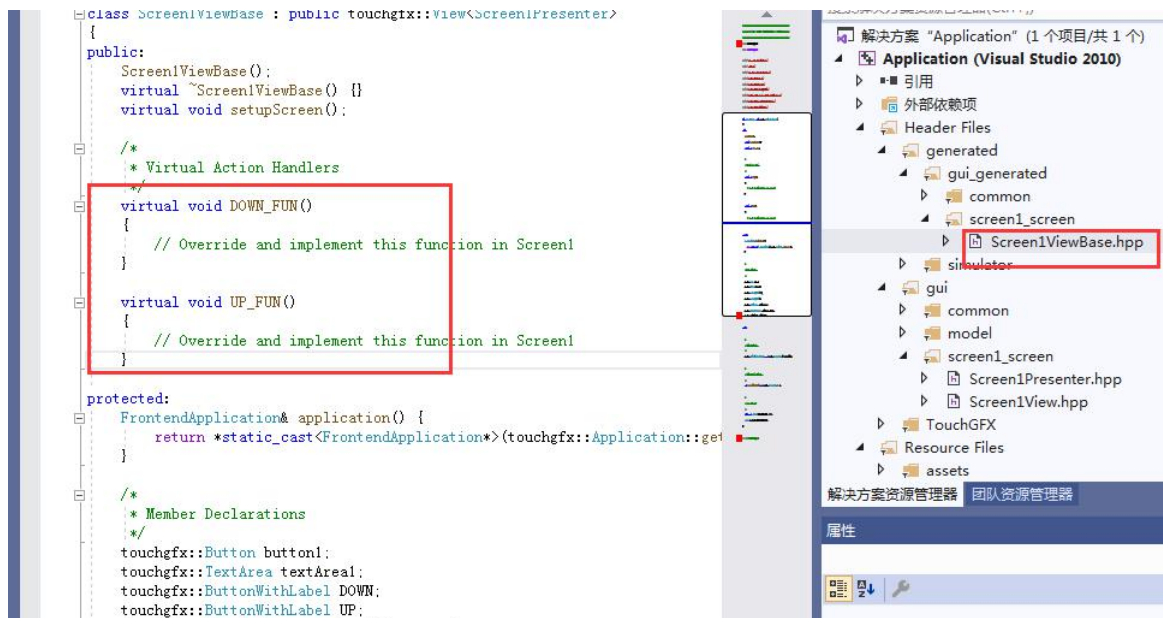 class Screen1ViewBase : public touchgfx::View<Screen1Presenter>
{
public:
Screen1ViewBase();
virtual ~Screen1ViewBase() {}
virtual void setupScreen();
/*
* Virtual Action Handlers
*/
virtual void DOWN_FUN()
{
// Override and implement this function in Screen1
}
virtual void UP_FUN()
{
// Override and implement this function in Screen1
}
protected:
FrontendApplication& application() {
return *static_cast<FrontendApplication*>(touchgfx::Application::get
}
/*
* Member Declarations
*/
touchgfx::Button button1;
touchgfx::TextArea textArea1;
touchgfx::ButtonWithLabel DOWN;
touchgfx::ButtonWithLabel UP;
解决方案 "Application" (1 个项目/共 1 个)
Application (Visual Studio 2010)
引用
外部依赖项
Header Files
generated
gui_generated
common
screen1_screen
Screen1ViewBase.hpp
simulator
gui
common
model
screen1_screen
Screen1Presenter.hpp
Screen1View.hpp
TouchGFX
Resource Files
assets
解决方案资源管理器 团队资源管理器
属性